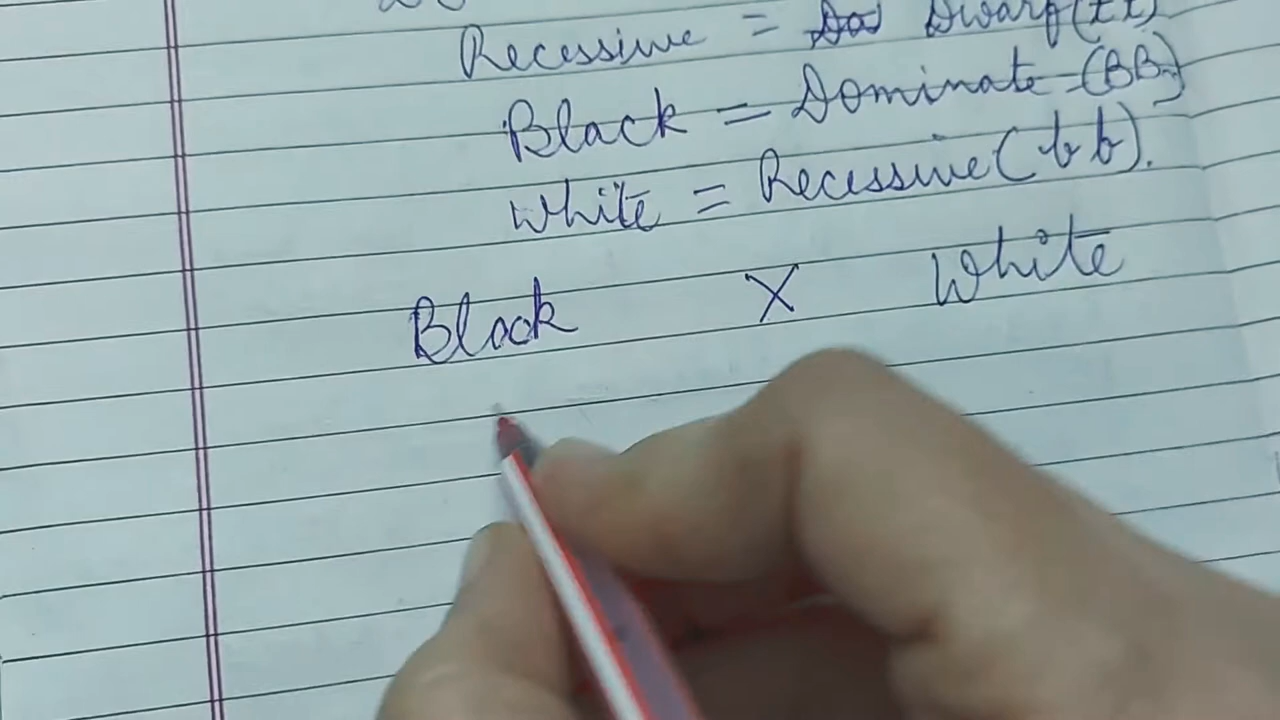 Recessive = Dwarf(tt)
Black = Dominate (BB)
White = Recessive (bb).
Black X White